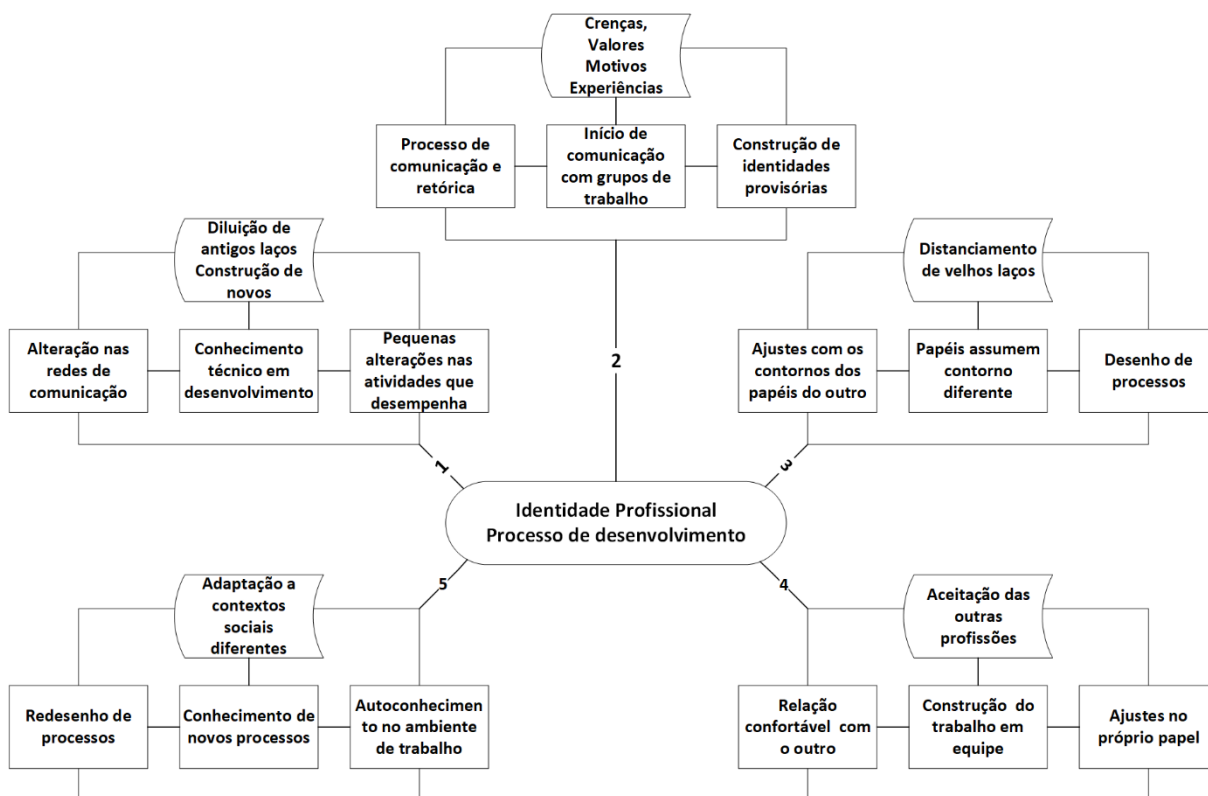 Crenças,
Valores
Motivos
Experiências
Processo de
comunicação e
retórica
Início de
comunicação
com grupos de
trabalho
Construção de
identidades
provisórias
Diluição de
antigos laços
Construção de
novos
Alteração nas
redes de
comunicação
Conhecimento
técnico em
desenvolvimento
Pequenas
alterações nas
atividades que
desempenha
1
2
Distanciamento
de velhos laços
Ajustes com os
contornos dos
papéis do outro
Papéis assumem
contorno
diferente
Desenho de
processos
3
Identidade Profissional
Processo de desenvolvimento
5
Adaptação a
contextos
sociais
diferentes
Redesenho de
processos
Conhecimento de
novos processos
Autoconhecimen
to no ambiente
de trabalho
4
Aceitação das
outras
profissões
Relação
confortável com
o outro
Construção do
trabalho em
equipe
Ajustes no
próprio papel